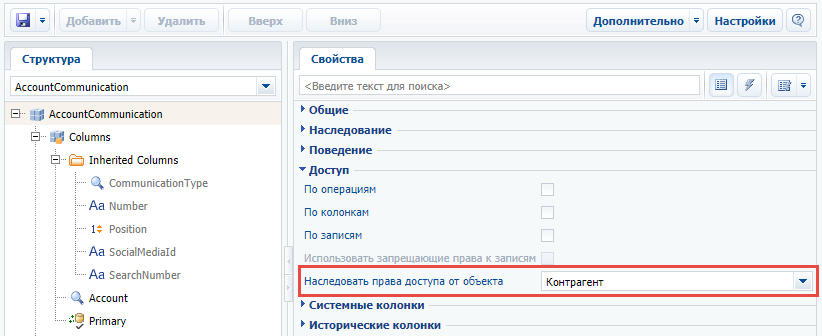 Добавить Удалить Вверх Вниз Дополнительно Настройки
Структура
AccountCommunication
AccountCommunication
Columns
Inherited Columns
CommunicationType
Aa Number
1 Position
Aa SocialMediaId
Aa SearchNumber
Account
Primary
Свойства
<Введите текст для поиска>
Общие
Наследование
Поведение
Доступ
По операциям
По колонкам
По записям
Использовать запрещающие права к записям
Наследовать права доступа от объекта Контрагент
Системные колонки
Исторические колонки